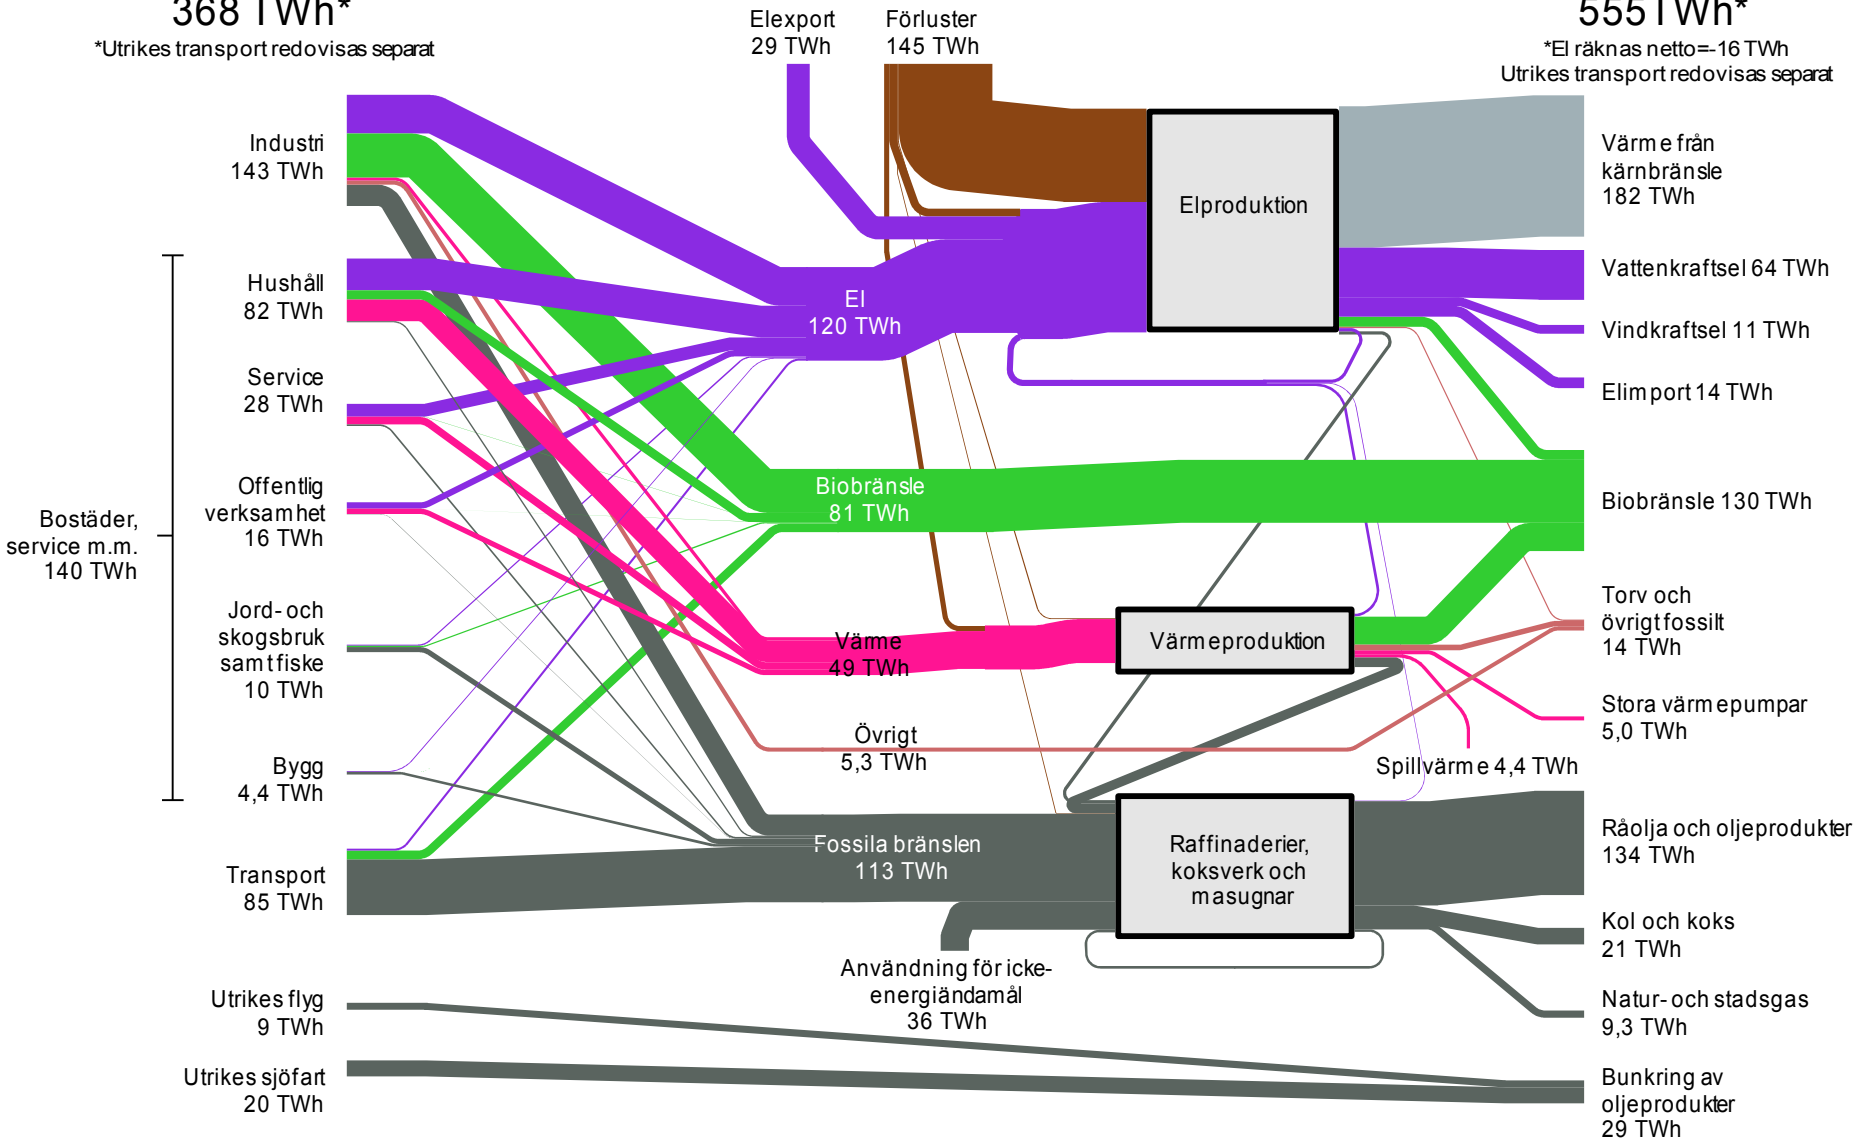 368 TWh*
*Utrikes transport redovisas separat
Elexport
29 TWh
Förluster
145 TWh
555TWh*
*El räknas netto=-16 TWh
Utrikes transport redovisas separat
Industri
143 TWh
Hushåll
82 TWh
Service
28 TWh
Offentlig
verksamhet
16 TWh
Bostäder,
service m.m.
140 TWh
Jord- och
skogsbruk
samt fiske
10 TWh
Bygg
4,4 TWh
Transport
85 TWh
Utrikes flyg
9 TWh
Utrikes sjöfart
20 TWh
El
120 TWh
Biobränsle
81 TWh
Värme
49 TWh
Övrigt
5,3 TWh
Fossila bränslen
113 TWh
Användning för icke-
energiändamål
36 TWh
Elproduktion
Värmeproduktion
Raffinaderier,
koksverk och
masugnar
Värme från
kärnbränsle
182 TWh
Vattenkraftsel 64 TWh
Vindkraftsel 11 TWh
Elimport 14 TWh
Biobränsle 130 TWh
Torv och
övrigt fossilt
14 TWh
Stora värmepumpar
5,0 TWh
Spillvärme 4,4 TWh
Råolja och oljeprodukter
134 TWh
Kol och koks
21 TWh
Natur- och stadsgas
9,3 TWh
Bunkring av
oljeprodukter
29 TWh